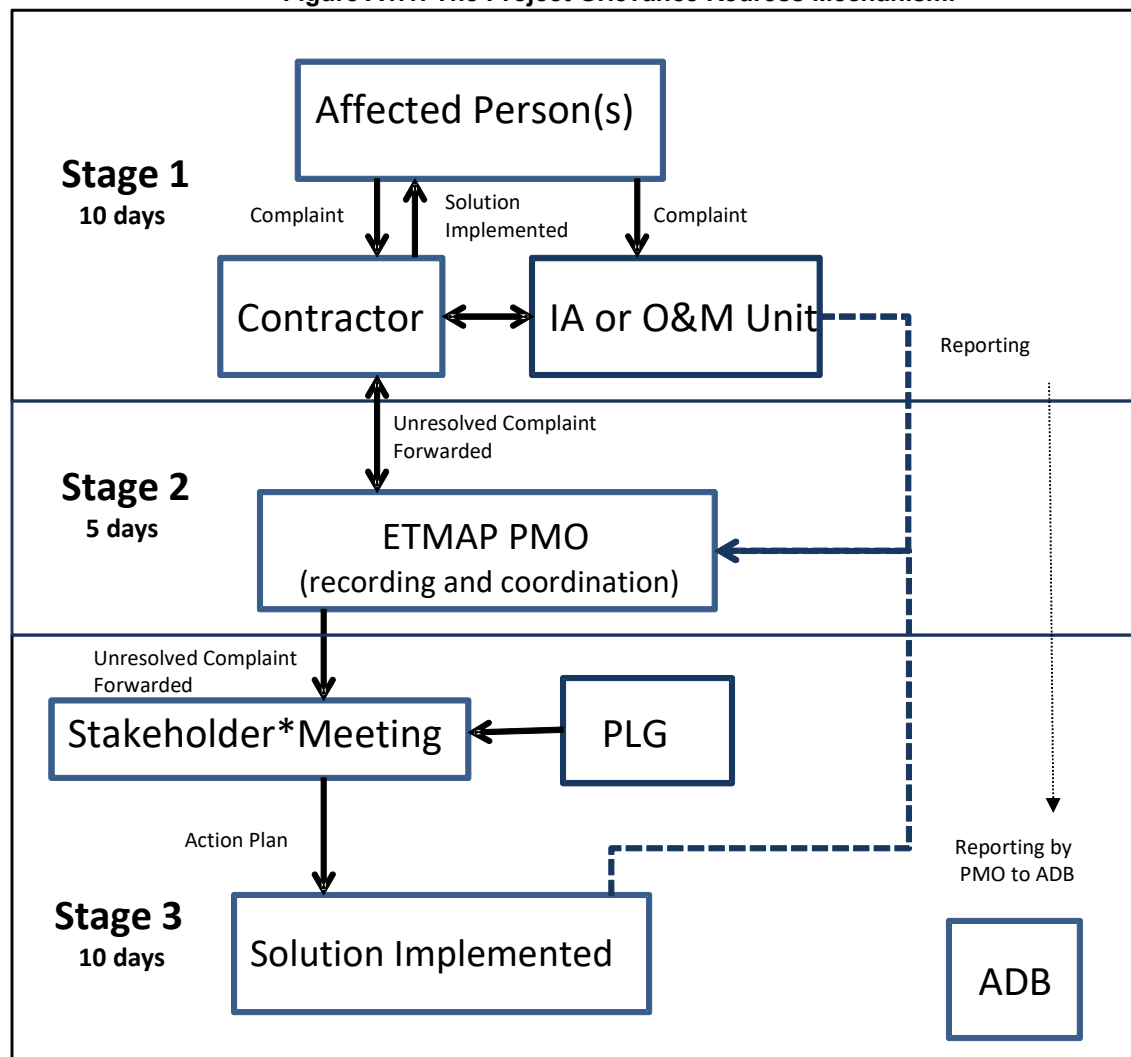 Affected Person(s)
Stage 1
10 days
Complaint
Solution
Implemented
Complaint
Contractor
IA or O&M Unit
Reporting
Unresolved Complaint
Forwarded
Stage 2
5 days
ETMAP PMO
(recording and coordination)
Unresolved Complaint
Forwarded
Stakeholder*Meeting
PLG
Action Plan
Reporting by
PMO to ADB
Stage 3
10 days
Solution Implemented
ADB